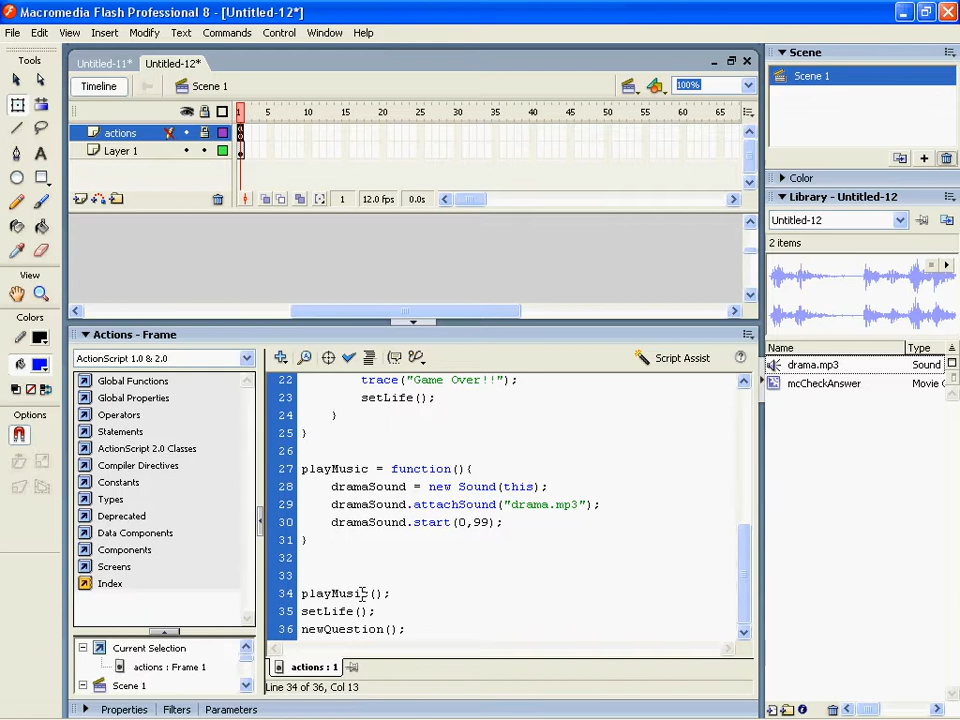 Macromedia Flash Professional 8 - [Untitled-12*]
File Edit View Insert Modify Text Commands Control Window Help
Tools
View
Colors
Options
Untitled-11* Untitled-12*
Timeline Scene 1 100%
1 5 10 15 20 25 30 35 40 45 50 55 60 65
actions
Layer 1
1 12.0 fps 0.0s
Actions - Frame
ActionScript 1.0 & 2.0
Script Assist
Global Functions
Global Properties
Operators
Statements
ActionScript 2.0 Classes
Compiler Directives
Constants
Types
Deprecated
Data Components
Components
Screens
Index
Current Selection
actions : Frame 1
Scene 1
22 trace("Game Over!!");
23 setLife();
24 }
25 }
26
27 playMusic = function(){
28 dramaSound = new Sound(this);
29 dramaSound.attachSound("drama.mp3");
30 dramaSound.start(0,99);
31 }
32
33
34 playMusic();
35 setLife();
36 newQuestion();
actions : 1
Line 34 of 36, Col 13
Properties Filters Parameters
Scene
Scene 1
Color
Library - Untitled-12
Untitled-12
2 items
Name Type
drama.mp3 Sound
mcCheckAnswer Movie C